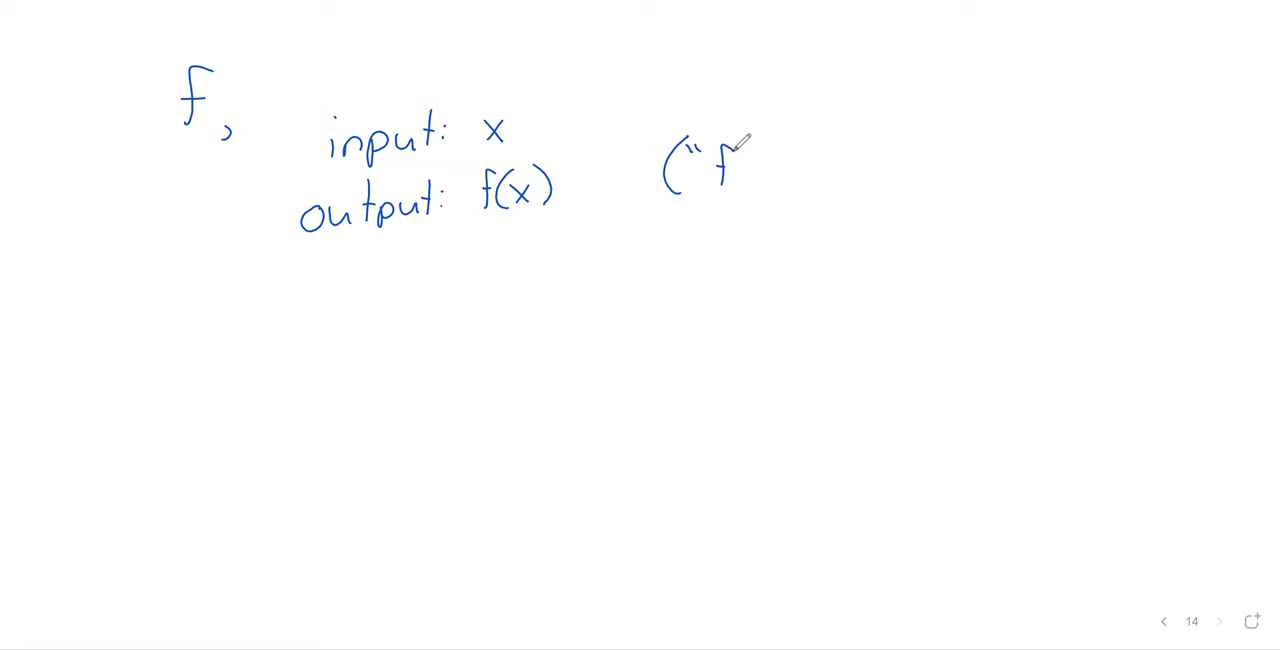 f,
input: x
output: f(x)
("f
14